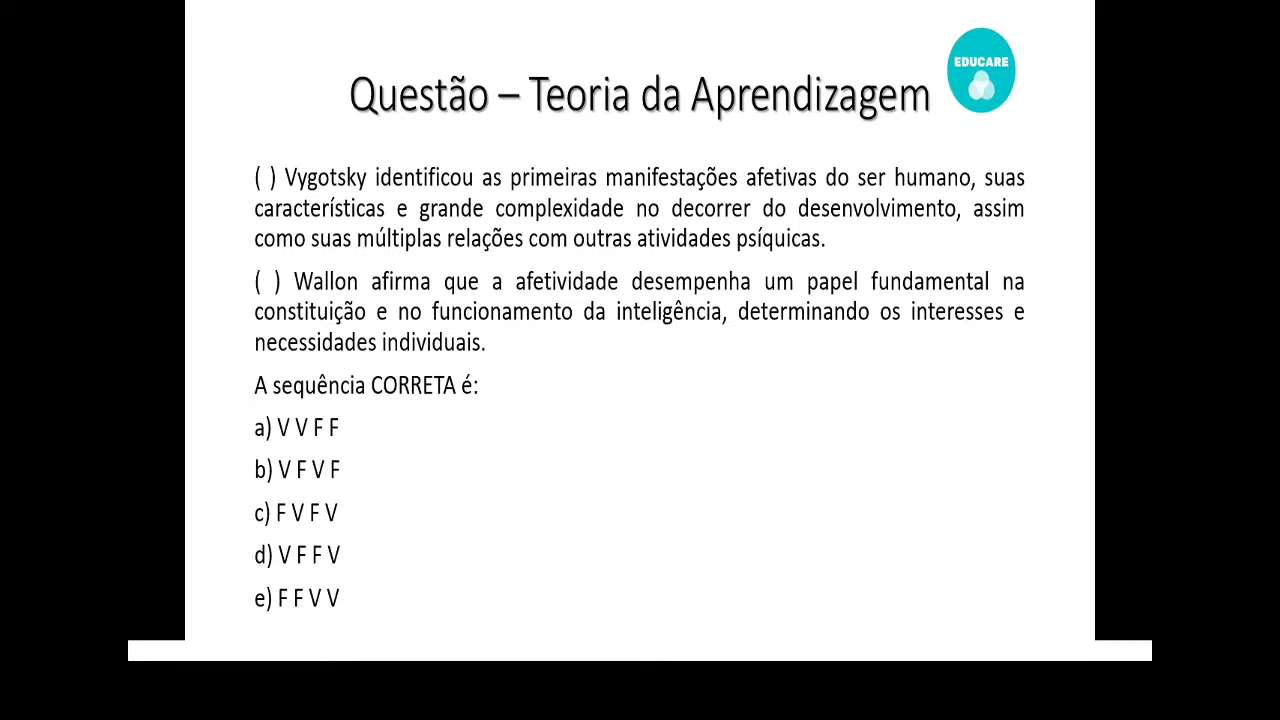 EDUCARE
Questão – Teoria da Aprendizagem
( ) Vygotsky identificou as primeiras manifestações afetivas do ser humano, suas
características e grande complexidade no decorrer do desenvolvimento, assim
como suas múltiplas relações com outras atividades psíquicas.
( ) Wallon afirma que a afetividade desempenha um papel fundamental na
constituição e no funcionamento da inteligência, determinando os interesses e
necessidades individuais.
A sequência CORRETA é:
a) V V F F
b) V F V F
c) F V F V
d) V F F V
e) F F V V